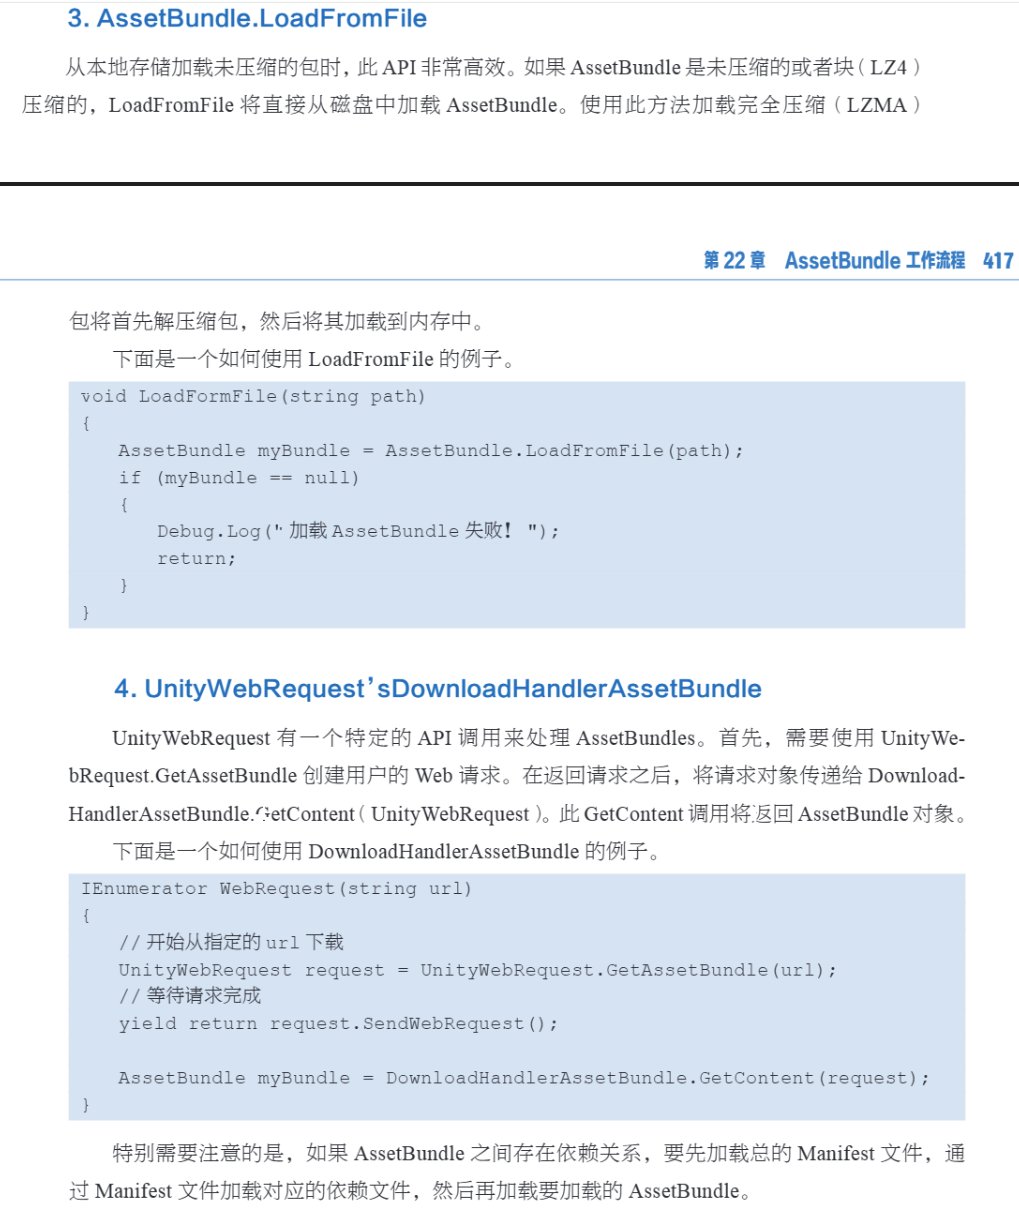 3. AssetBundle.LoadFromFile
从本地存储加载未压缩的包时，此 API 非常高效。如果 AssetBundle 是未压缩的或者块（LZ4）
压缩的，LoadFromFile 将直接从磁盘中加载 AssetBundle。使用此方法加载完全压缩（LZMA）
第 22 章 AssetBundle 工作流程 417
包将首先解压缩包，然后将其加载到内存中。
下面是一个如何使用 LoadFromFile 的例子。
void LoadFormFile(string path)
{
AssetBundle myBundle = AssetBundle.LoadFromFile(path);
if (myBundle == null)
{
Debug.Log(" 加载 AssetBundle 失败！ ");
return;
}
}
4. UnityWebRequest’sDownloadHandlerAssetBundle
UnityWebRequest 有一个特定的 API 调用来处理 AssetBundles。首先，需要使用 UnityWe-
bRequest.GetAssetBundle 创建用户的 Web 请求。在返回请求之后，将请求对象传递给 Download-
HandlerAssetBundle.GetContent（UnityWebRequest）。此 GetContent 调用将返回 AssetBundle 对象。
下面是一个如何使用 DownloadHandlerAssetBundle 的例子。
IEnumerator WebRequest(string url)
{
// 开始从指定的 url 下载
UnityWebRequest request = UnityWebRequest.GetAssetBundle(url);
// 等待请求完成
yield return request.SendWebRequest();
AssetBundle myBundle = DownloadHandlerAssetBundle.GetContent(request);
}
特别需要注意的是，如果 AssetBundle 之间存在依赖关系，要先加载总的 Manifest 文件，通
过 Manifest 文件加载对应的依赖文件，然后再加载要加载的 AssetBundle。